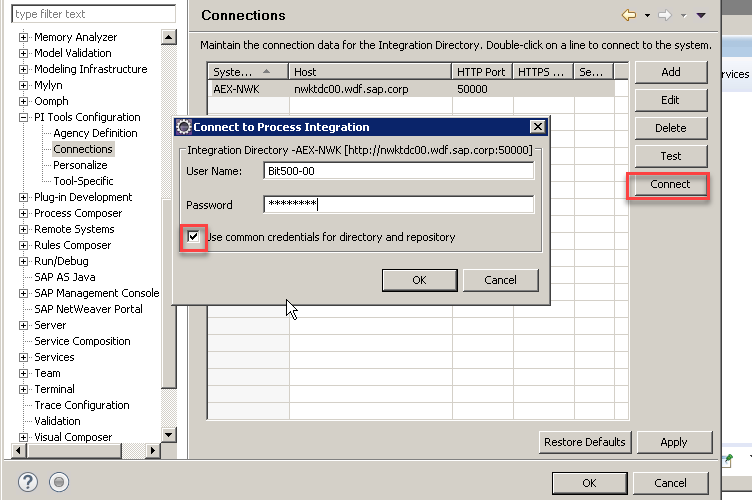 type filter text
Memory Analyzer
Model Validation
Modeling Infrastructure
Mylyn
Oomph
PI Tools Configuration
Agency Definition
Connections
Personalize
Tool-Specific
Plug-in Development
Process Composer
Remote Systems
Rules Composer
Run/Debug
SAP AS Java
SAP Management Console
SAP NetWeaver Portal
Server
Service Composition
Services
Team
Terminal
Trace Configuration
Validation
Visual Composer
Connections
Maintain the connection data for the Integration Directory. Double-click on a line to connect to the system.
Syste... Host HTTP Port HTTPS ... Se...
AEX-NWK nwktdc00.wdf.sap.corp 50000
Add
Edit
Delete
Test
Connect
Connect to Process Integration
Integration Directory -AEX-NWK [http://nwktdc00.wdf.sap.corp:50000]
User Name: Bit500-00
Password ********
Use common credentials for directory and repository
OK Cancel
Restore Defaults Apply
OK Cancel
rvices